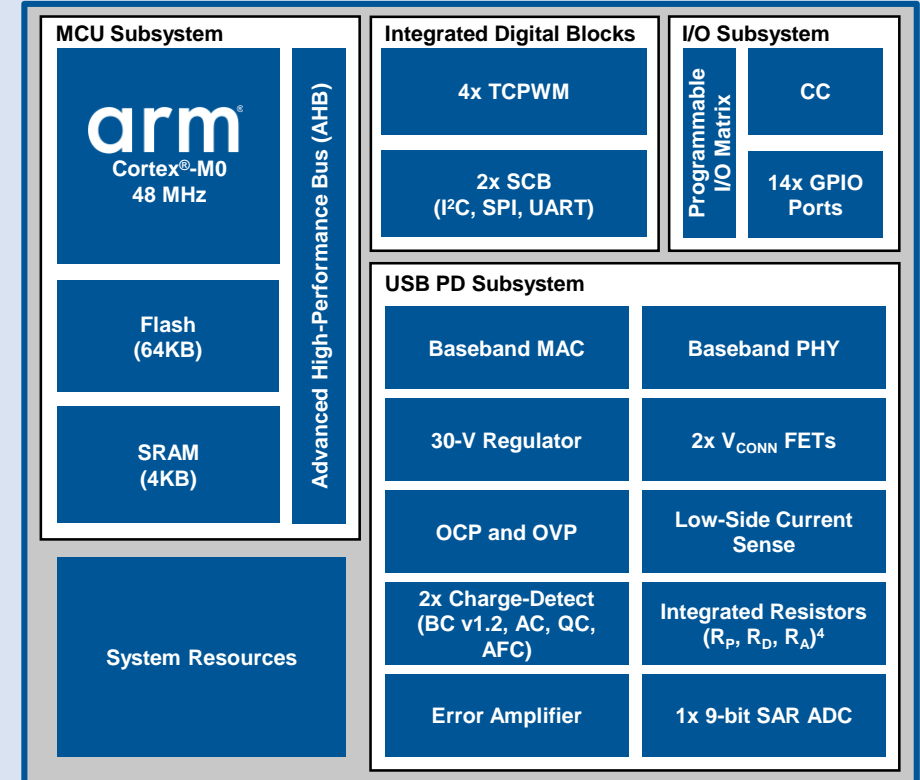 MCU Subsystem
arm®
Cortex®-M0
48 MHz
Flash
(64KB)
SRAM
(4KB)
Advanced High-Performance Bus (AHB)
System Resources
Integrated Digital Blocks
4x TCPWM
2x SCB
(I²C, SPI, UART)
I/O Subsystem
Programmable
I/O Matrix
CC
14x GPIO
Ports
USB PD Subsystem
Baseband MAC
Baseband PHY
30-V Regulator
2x VCONN FETs
OCP and OVP
Low-Side Current
Sense
2x Charge-Detect
(BC v1.2, AC, QC,
AFC)
Integrated Resistors
(RP, RD, RA)⁴
Error Amplifier
1x 9-bit SAR ADC